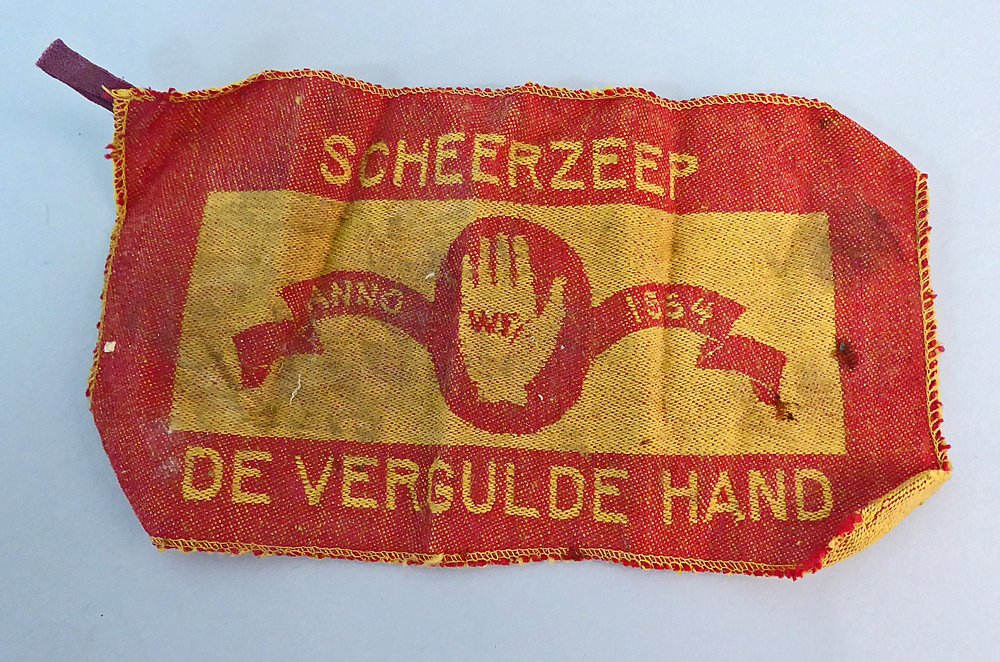 SCHEERZEEP
ANNO 1554
DE VERGULDE HAND